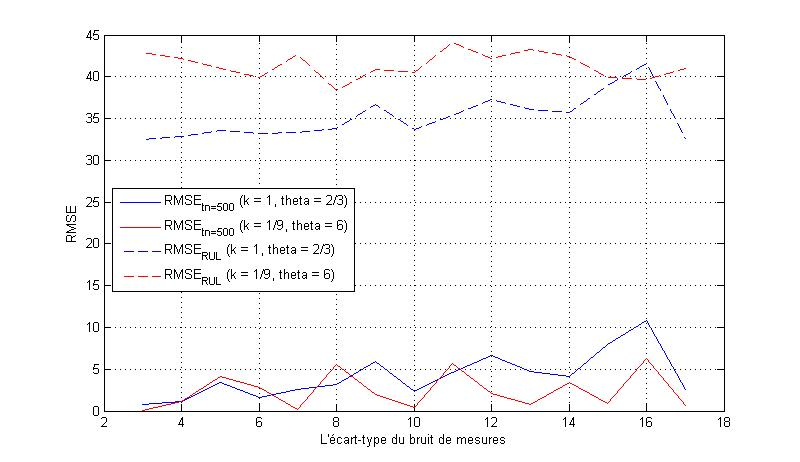 45
40
35
30
25
20
15
10
5
0
RMSE
RMSEtn=500 (k = 1, theta = 2/3)
RMSEtn=500 (k = 1/9, theta = 6)
RMSERUL (k = 1, theta = 2/3)
RMSERUL (k = 1/9, theta = 6)
2 4 6 8 10 12 14 16 18
L'écart-type du bruit de mesures